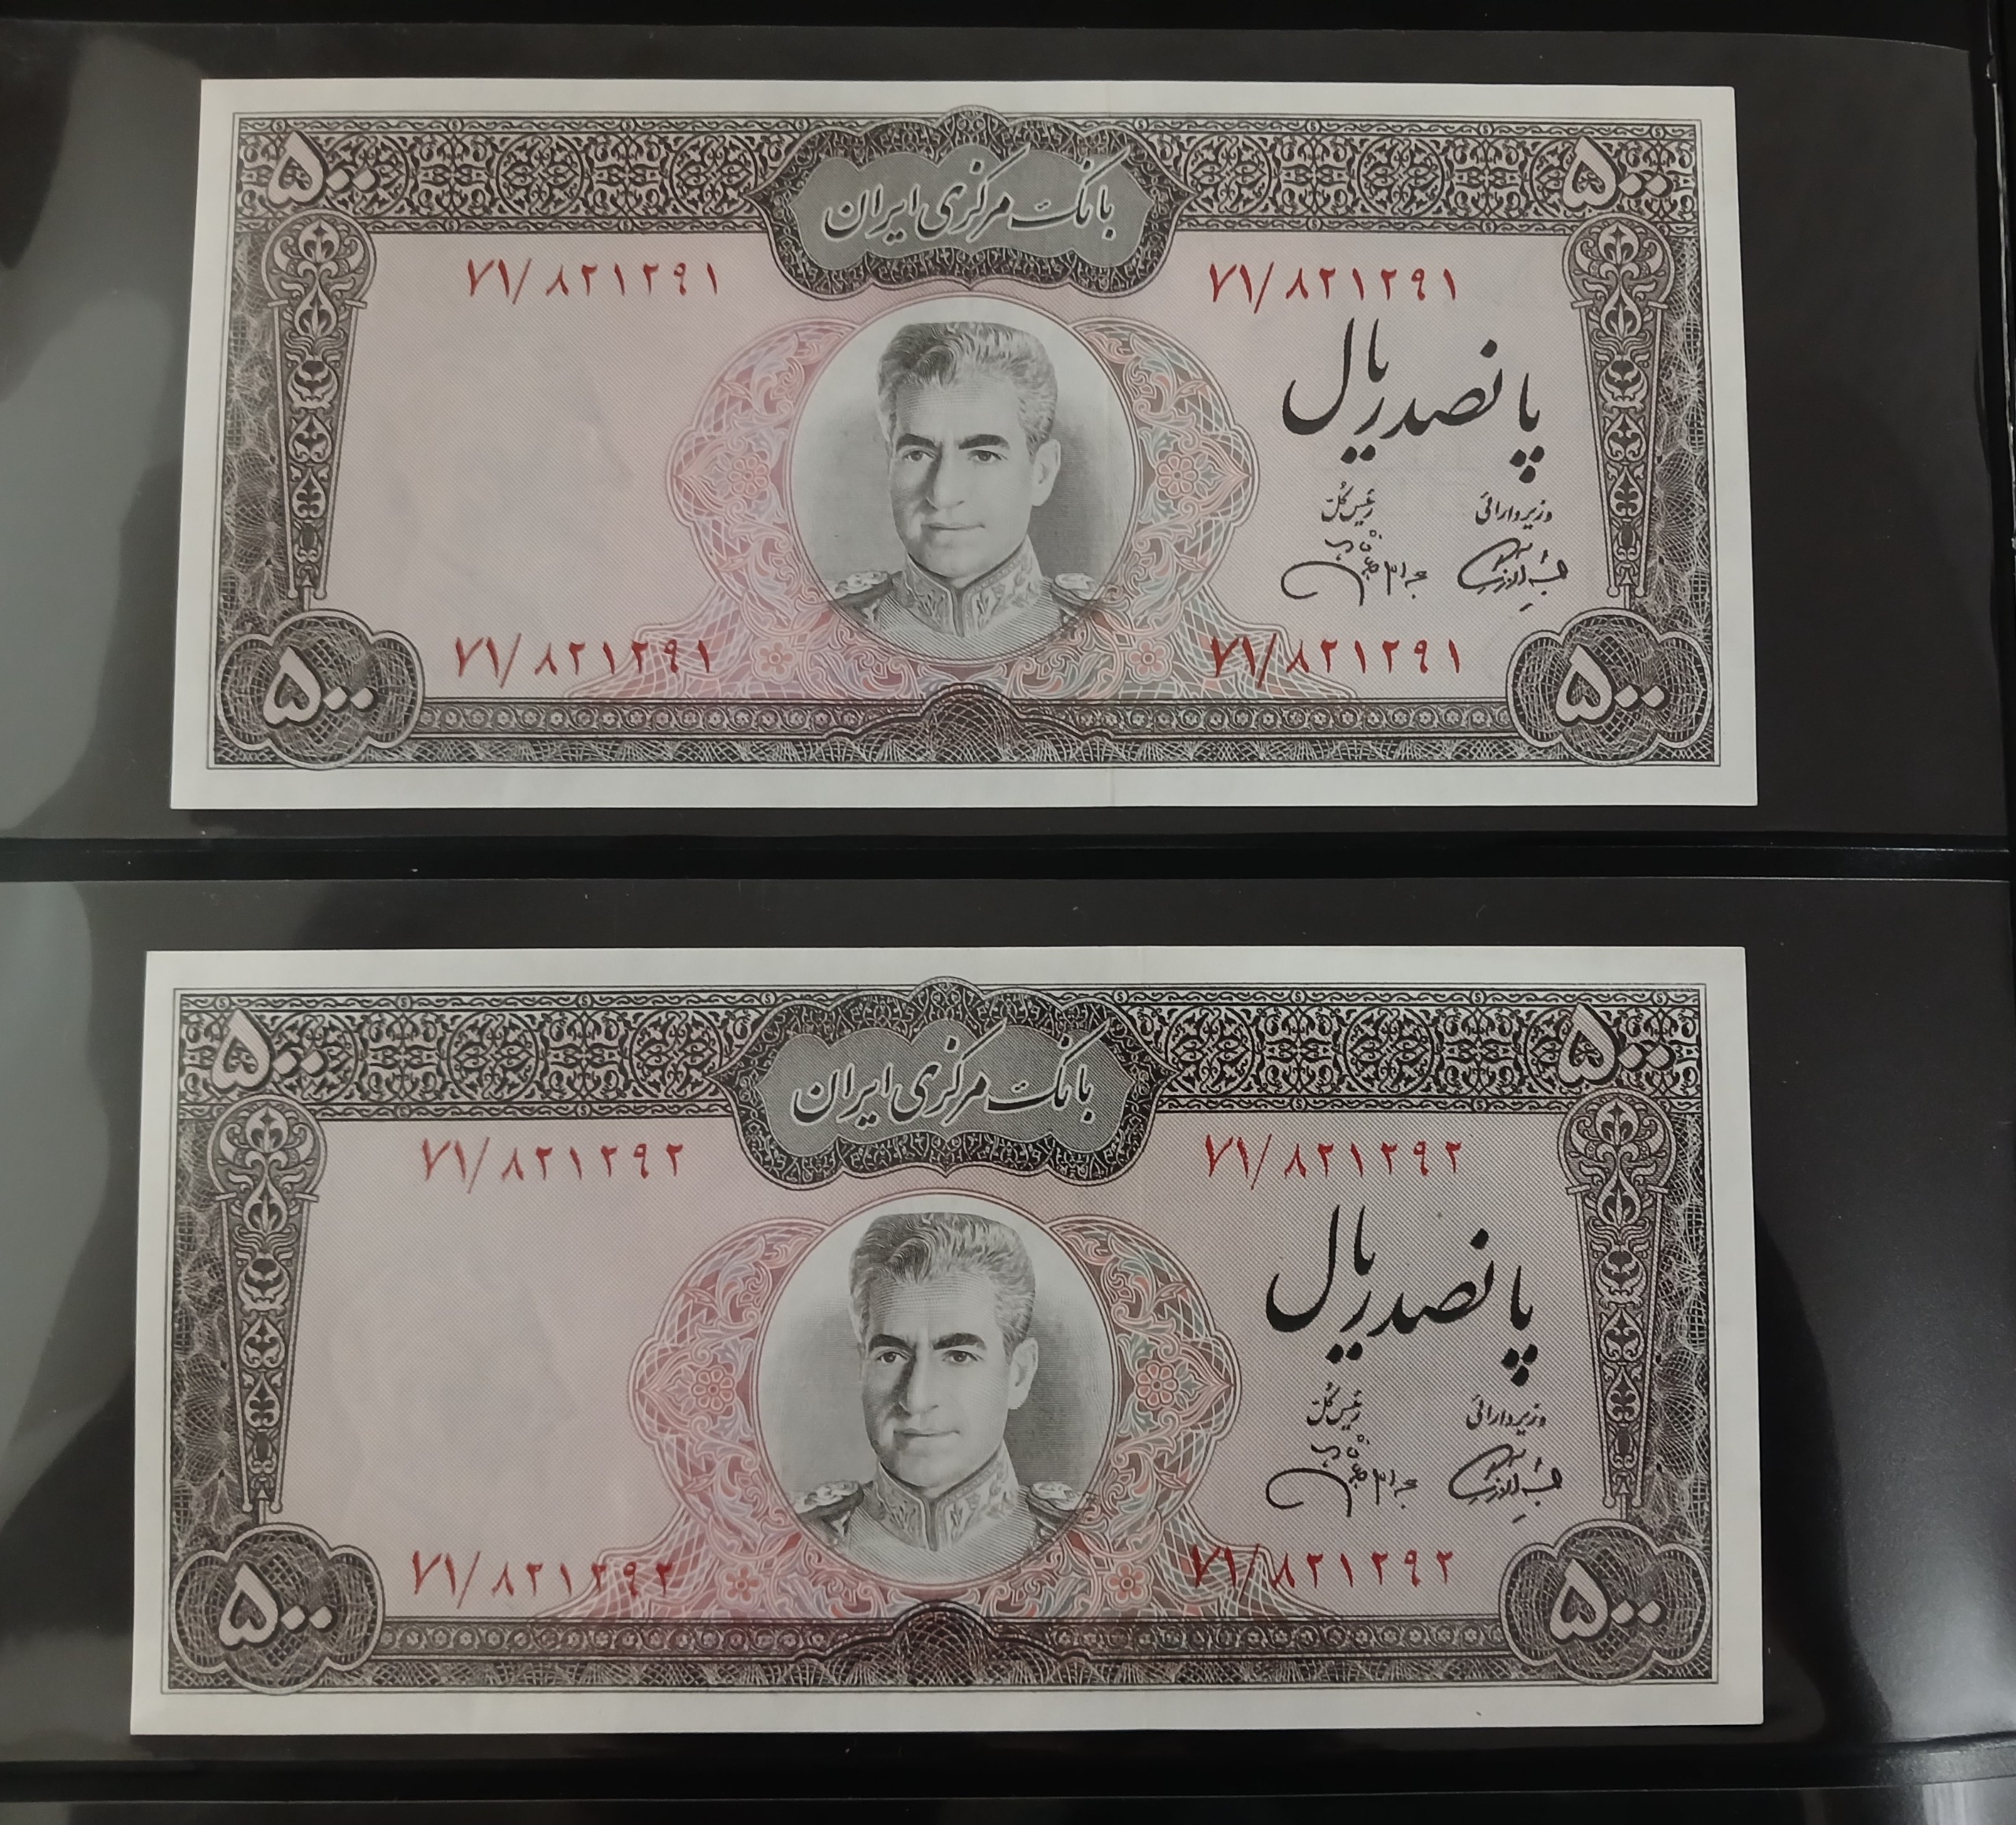 ۵۰۰ بانک مرکزی ایران ۵۰۰
۷۱/۸۲۱۲۹۱ ۷۱/۸۲۱۲۹۱
پانصد ریال
وزیر دارائی رئیس کل
۷۱/۸۲۱۲۹۱ ۷۱/۸۲۱۲۹۱
۵۰۰ ۵۰۰
۵۰۰ بانک مرکزی ایران ۵۰۰
۷۱/۸۲۱۲۹۲ ۷۱/۸۲۱۲۹۲
پانصد ریال
وزیر دارائی رئیس کل
۷۱/۸۲۱۲۹۲ ۷۱/۸۲۱۲۹۲
۵۰۰ ۵۰۰